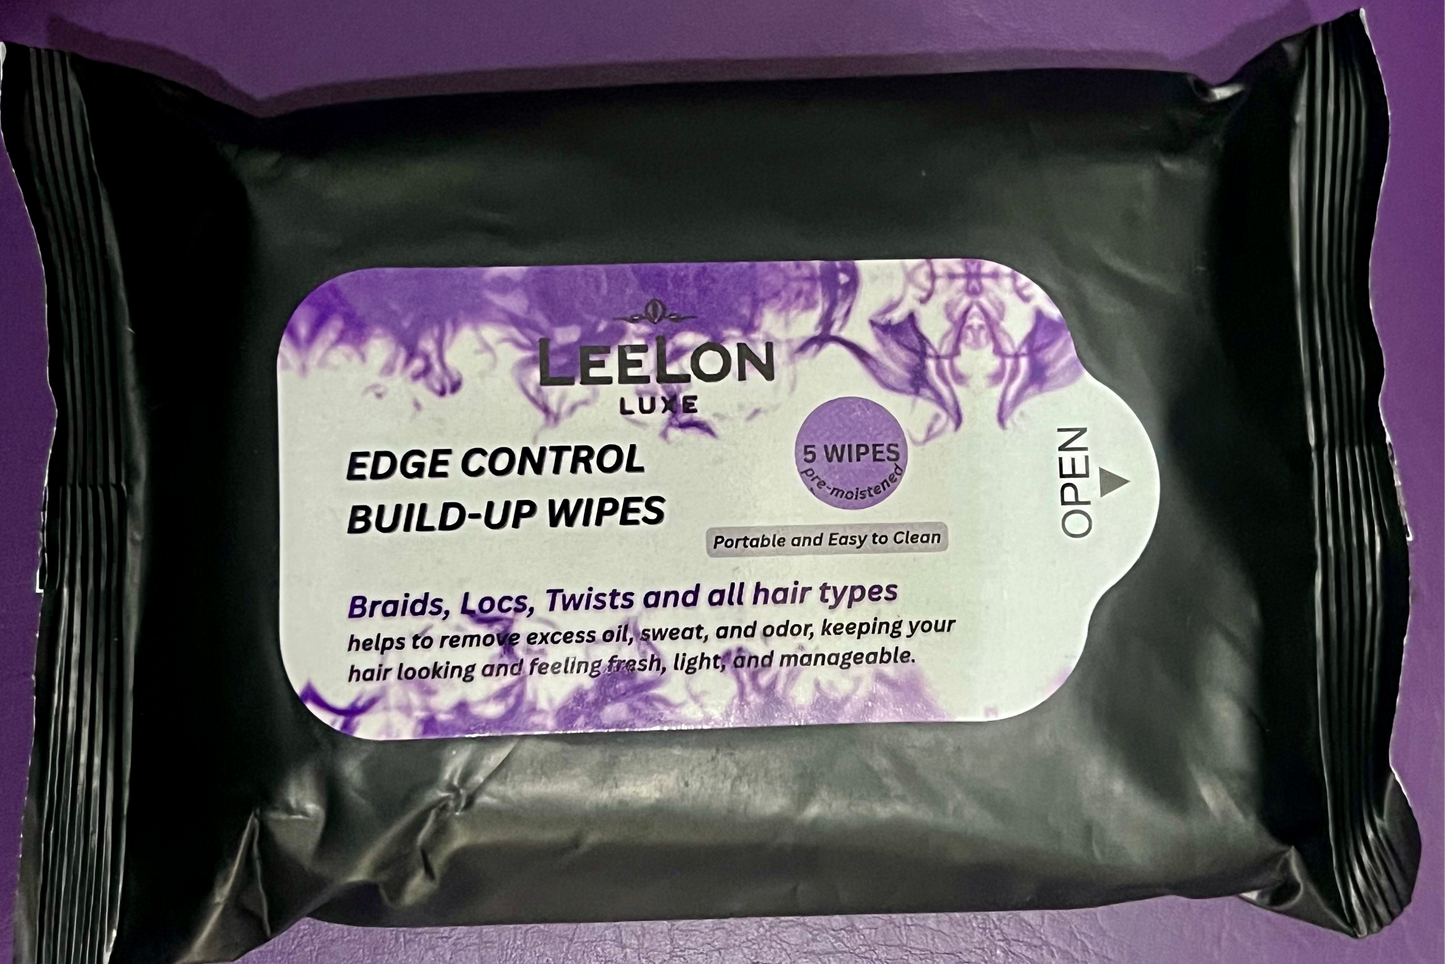 LEELON
LUXE
EDGE CONTROL
BUILD-UP WIPES
5 WIPES
pre-moistened
Portable and Easy to Clean
OPEN
Braids, Locs, Twists and all hair types
helps to remove excess oil, sweat, and odor, keeping your
hair looking and feeling fresh, light, and manageable.